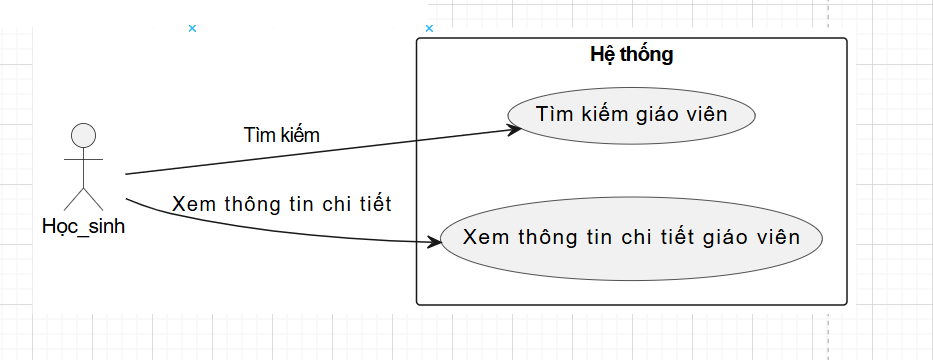 Hệ thống
Tìm kiếm giáo viên
Tìm kiếm
Xem thông tin chi tiết
Học_sinh
Xem thông tin chi tiết giáo viên